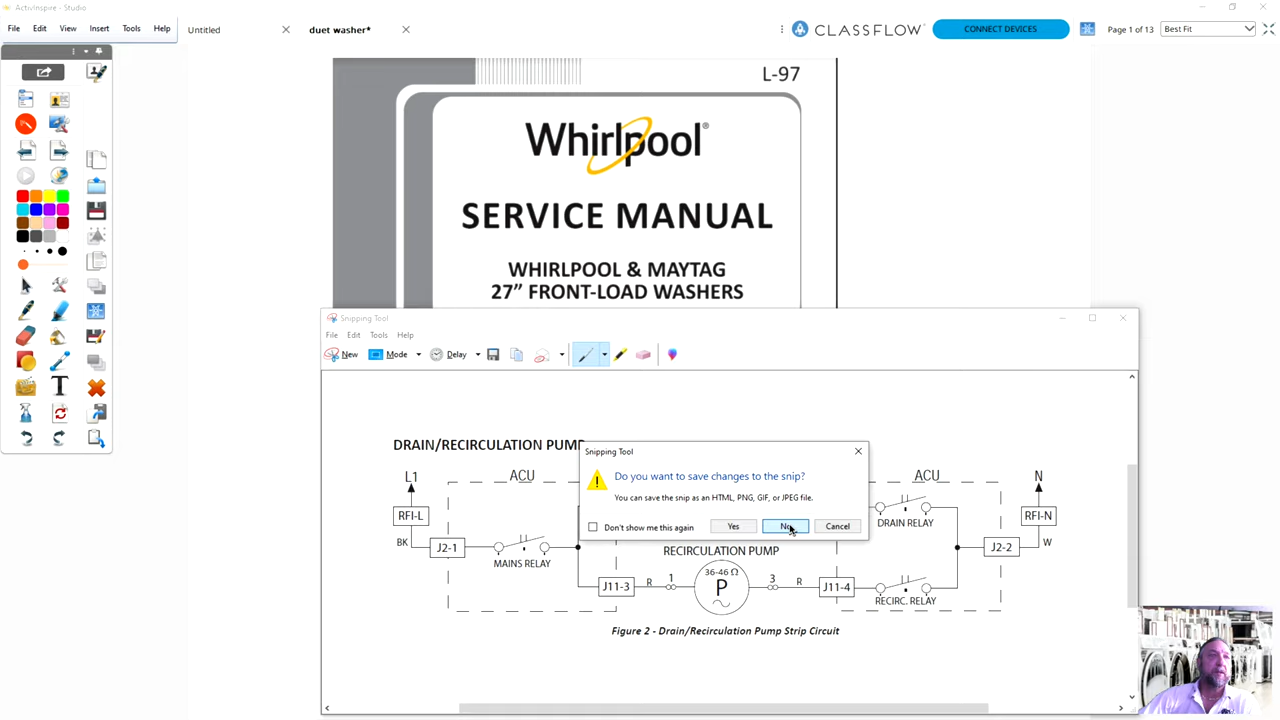 ActivInspire - Studio
File Edit View Insert Tools Help
Untitled
duet washer*
CLASSFLOW
CONNECT DEVICES
Page 1 of 13
Best Fit
L-97
Whirlpool®
SERVICE MANUAL
WHIRLPOOL & MAYTAG
27” FRONT-LOAD WASHERS
Snipping Tool
File Edit Tools Help
New Mode Delay
DRAIN/RECIRCULATION PUMP
Snipping Tool
Do you want to save changes to the snip?
You can save the snip as an HTML, PNG, GIF, or JPEG file.
Don't show me this again
Yes
No
Cancel
L1 ACU ACU N
RFI-L RFI-N
DRAIN RELAY
BK J2-1 J2-2 W
RECIRCULATION PUMP
MAINS RELAY
36-46 Ω
J11-3 R 1 P 3 R J11-4
RECIRC. RELAY
Figure 2 - Drain/Recirculation Pump Strip Circuit
T